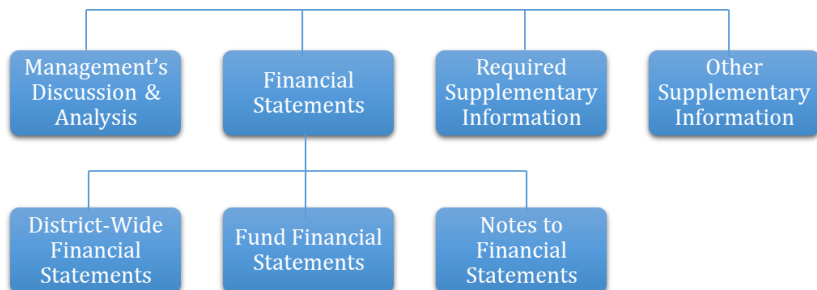 Management’s
Discussion &
Analysis
Financial
Statements
Required
Supplementary
Information
Other
Supplementary
Information
District-Wide
Financial
Statements
Fund Financial
Statements
Notes to
Financial
Statements